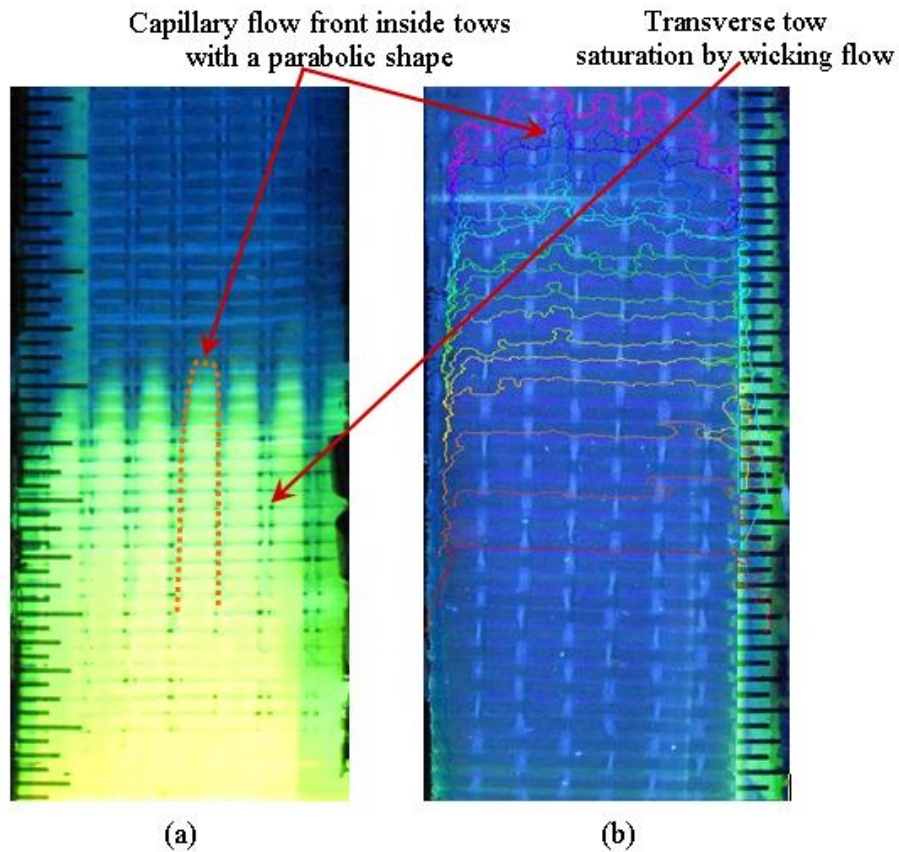 Capillary flow front inside tows
with a parabolic shape
Transverse tow
saturation by wicking flow
(a)
(b)